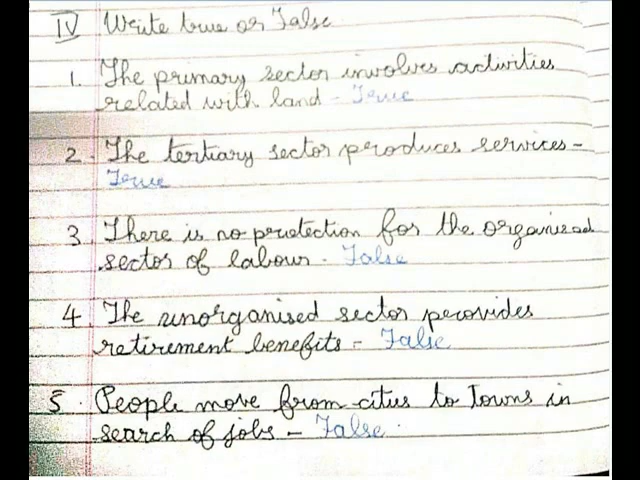 IV Write true or False
1. The primary sector involves activities
related with land - True
2. The tertiary sector produces services -
True
3. There is no protection for the organised
sector of labour - False
4. The unorganised sector provides
retirement benefits - False
5. People move from cities to towns in
search of jobs - False.